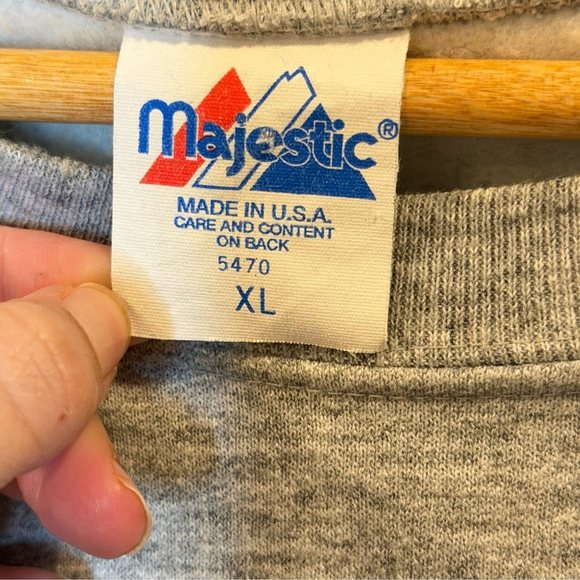 Majestic®
MADE IN U.S.A.
CARE AND CONTENT
ON BACK
5470
XL